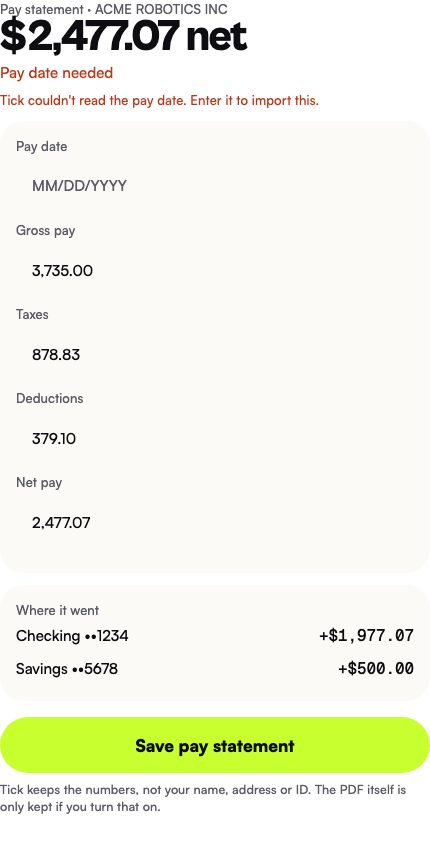 Pay statement · ACME ROBOTICS INC
$2,477.07 net
Pay date needed
Tick couldn't read the pay date. Enter it to import this.
Pay date
MM/DD/YYYY
Gross pay
3,735.00
Taxes
878.83
Deductions
379.10
Net pay
2,477.07
Where it went
Checking ••1234 +$1,977.07
Savings ••5678 +$500.00
Save pay statement
Tick keeps the numbers, not your name, address or ID. The PDF itself is
only kept if you turn that on.